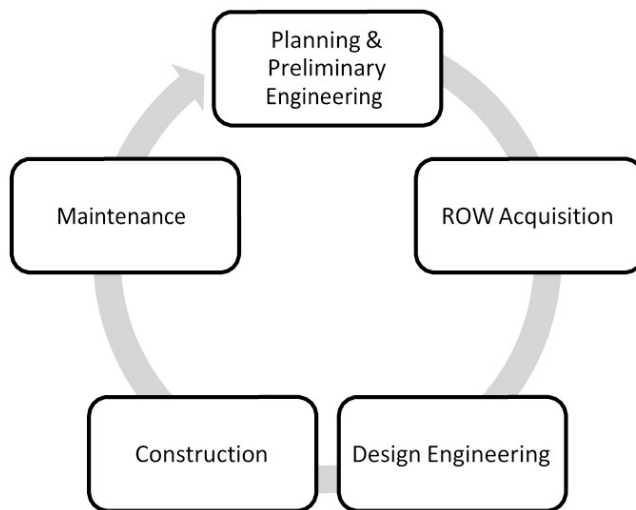 Planning &
Preliminary
Engineering
ROW Acquisition
Design Engineering
Construction
Maintenance